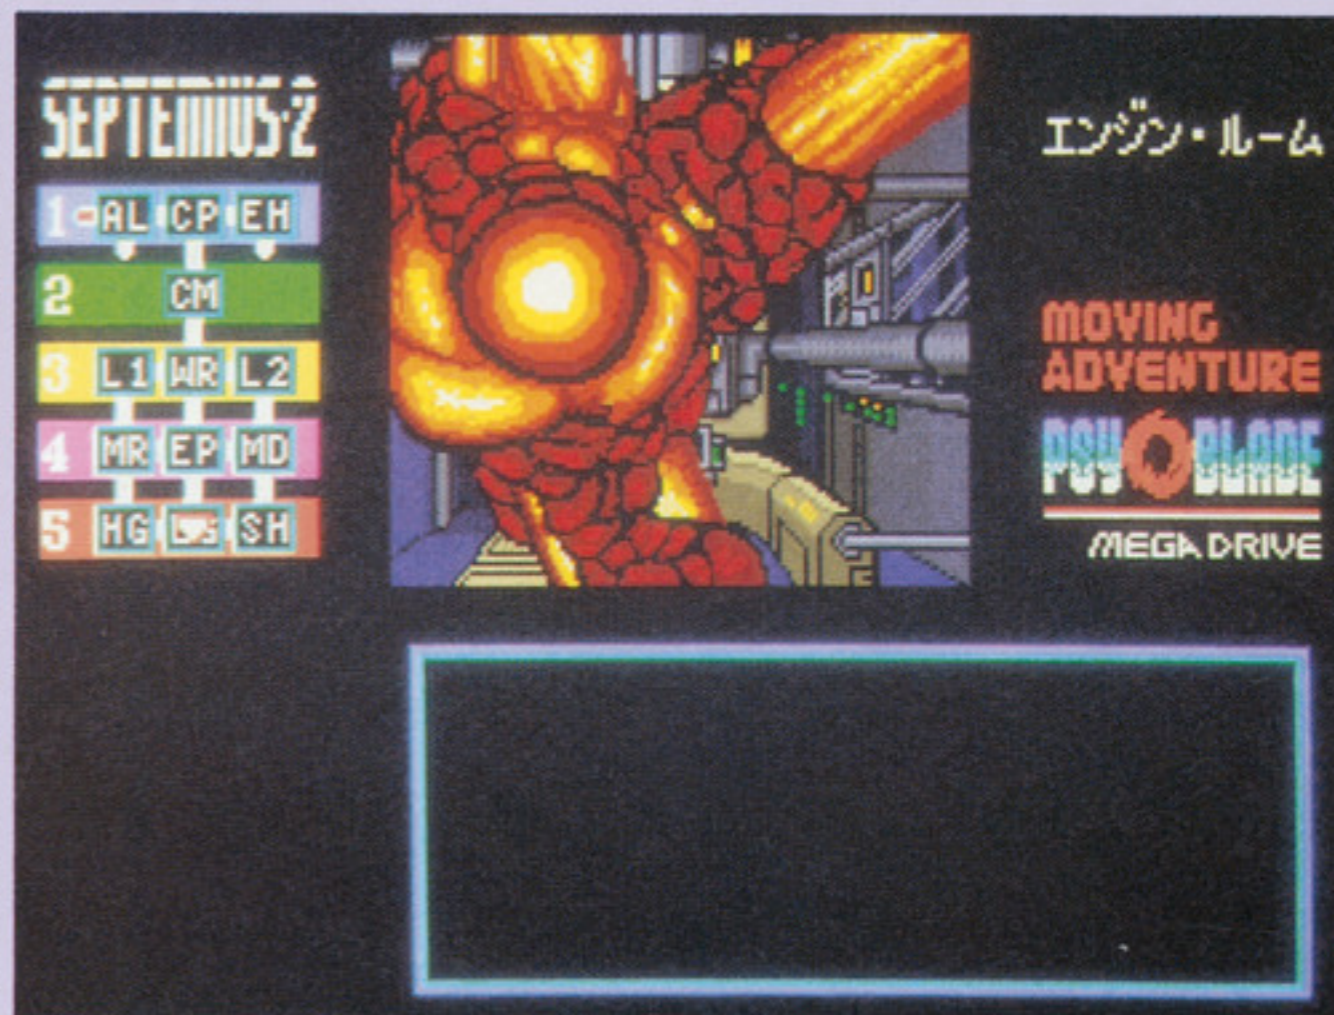 SEPTEMIUS·2
1 AL CP EH
2 CM
3 L1 WR L2
4 MR EP MD
5 HG SH
エンジン・ルーム
MOVING
ADVENTURE
PSY BLADE
MEGA DRIVE